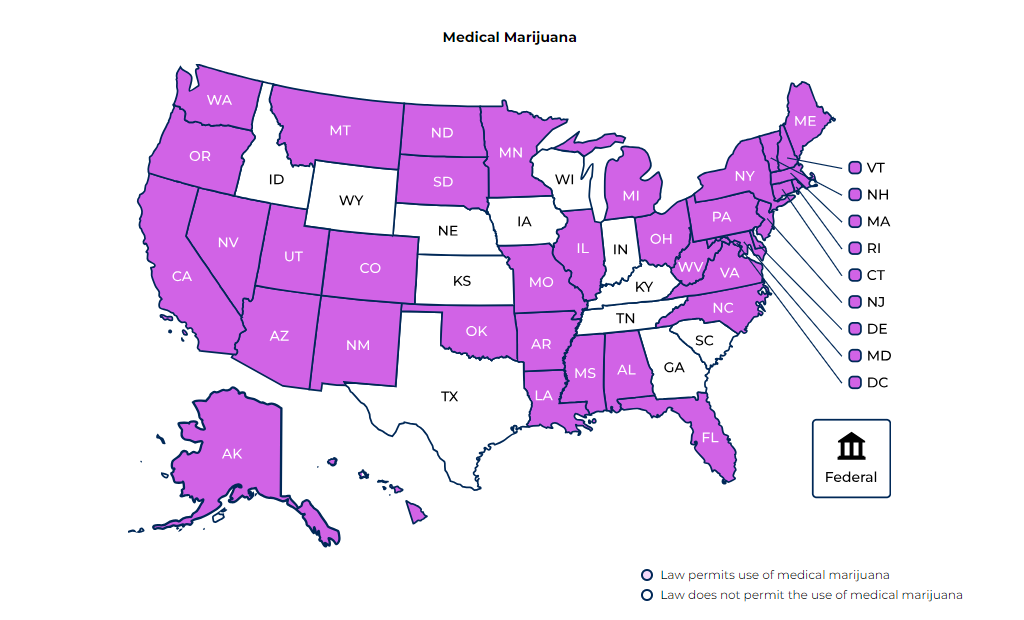 Medical Marijuana
WA
MT
ND
MN
ME
OR
ID
WY
SD
WI
MI
NY
VT
NH
MA
RI
CT
NJ
DE
MD
DC
NV
UT
CO
NE
IA
IL
IN
OH
PA
CA
KS
MO
KY
WV
VA
AZ
NM
OK
AR
TN
NC
SC
TX
LA
MS
AL
GA
FL
AK
Federal
Law permits use of medical marijuana
Law does not permit the use of medical marijuana